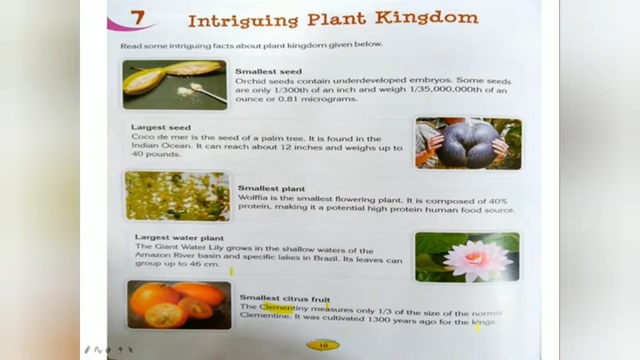 7 Intriguing Plant Kingdom
Read some intriguing facts about plant kingdom given below.
Smallest seed
Orchid seeds contain underdeveloped embryos. Some seeds
are only 1/300th of an inch and weigh 1/35,000,000th of an
ounce or 0.81 micrograms.
Largest seed
Coco de mer is the seed of a palm tree. It is found in the
Indian Ocean. It can reach about 12 inches and weighs up to
40 pounds.
Smallest plant
Wolffia is the smallest flowering plant. It is composed of 40%
protein, making it a potential high protein human food source.
Largest water plant
The Giant Water Lily grows in the shallow waters of the
Amazon River basin and specific lakes in Brazil. Its leaves can
group up to 46 cm.
Smallest citrus fruit
The Clementiny measures only 1/3 of the size of the normal
Clementine. It was cultivated 1300 years ago for the kings.
10